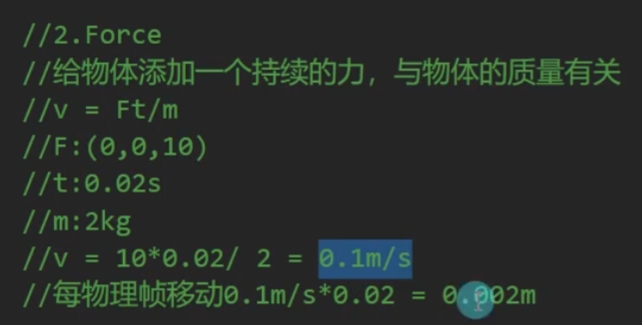 //2.Force
//给物体添加一个持续的力，与物体的质量有关
//v = Ft/m
//F:(0,0,10)
//t:0.02s
//m:2kg
//v = 10*0.02/ 2 = 0.1m/s
//每物理帧移动0.1m/s*0.02 = 0.002m